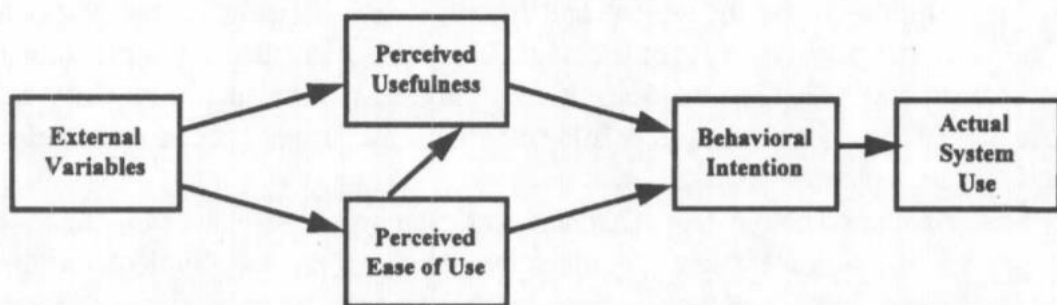 External
Variables
Perceived
Usefulness
Perceived
Ease of Use
Behavioral
Intention
Actual
System
Use